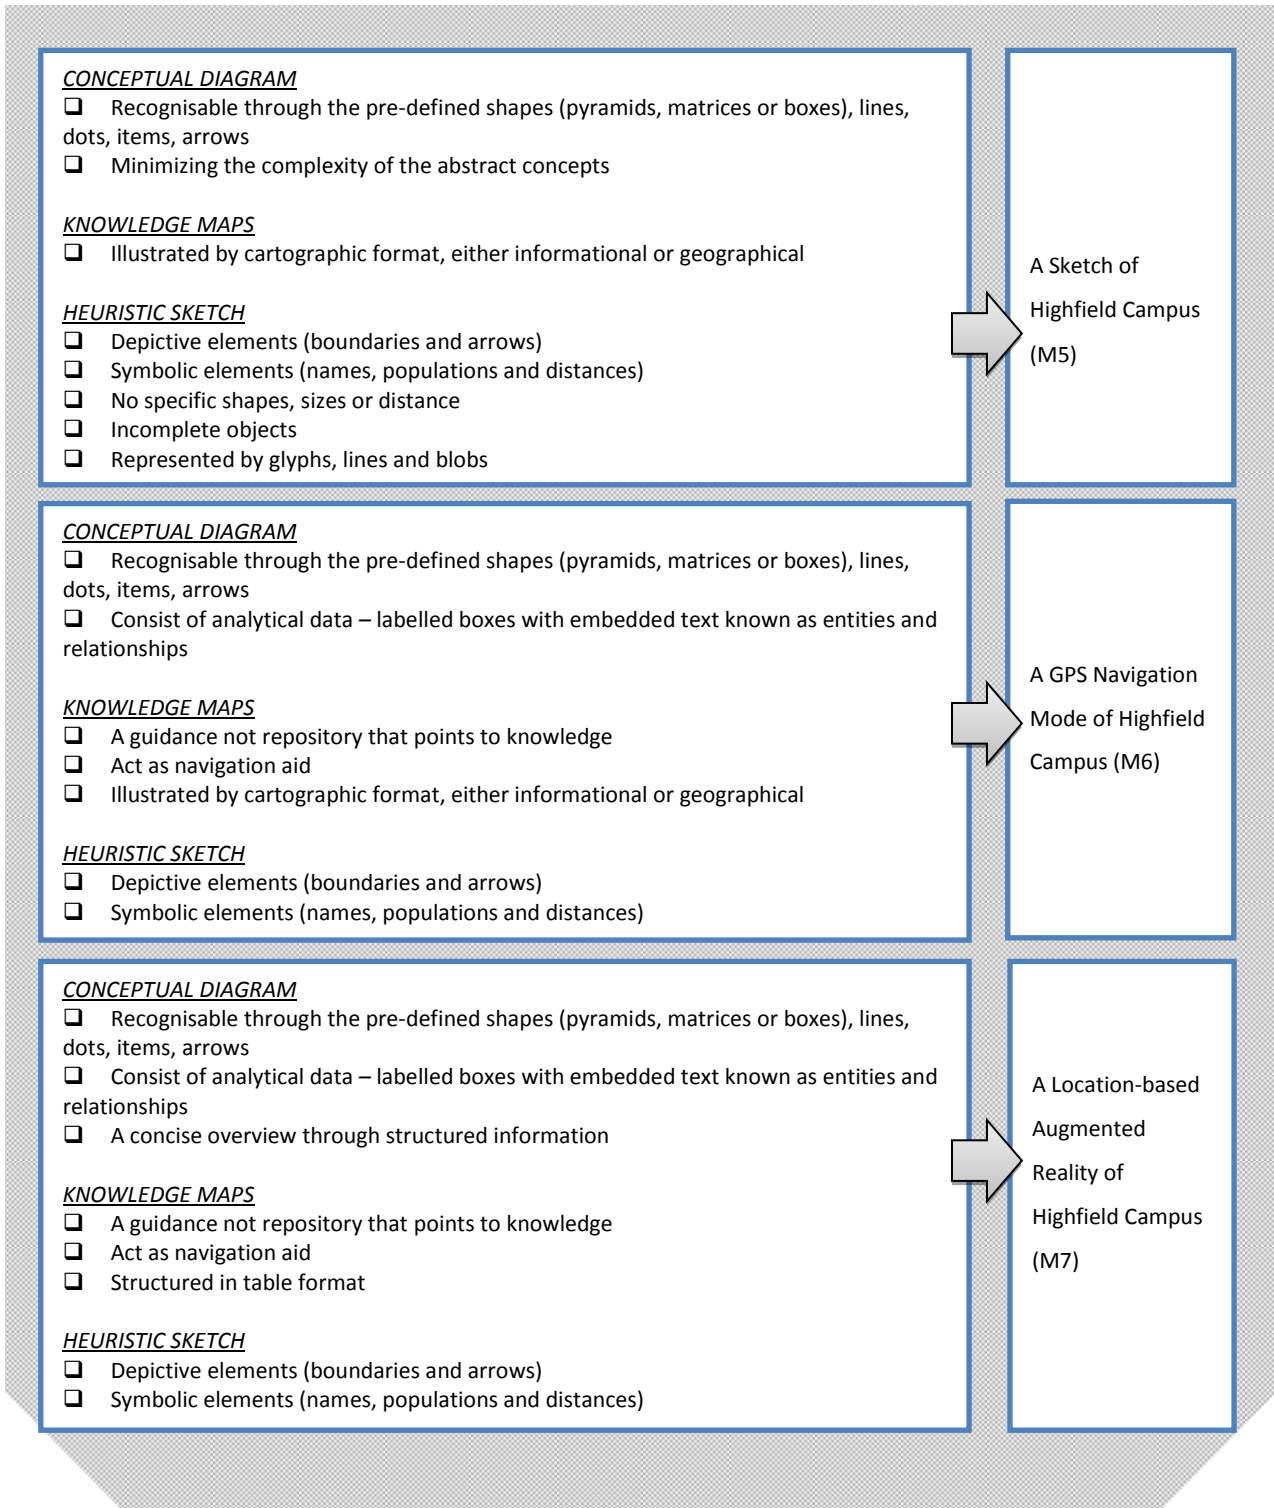 CONCEPTUAL DIAGRAM
❑ Recognisable through the pre-defined shapes (pyramids, matrices or boxes), lines,
dots, items, arrows
❑ Minimizing the complexity of the abstract concepts
KNOWLEDGE MAPS
❑ Illustrated by cartographic format, either informational or geographical
HEURISTIC SKETCH
❑ Depictive elements (boundaries and arrows)
❑ Symbolic elements (names, populations and distances)
❑ No specific shapes, sizes or distance
❑ Incomplete objects
❑ Represented by glyphs, lines and blobs
A Sketch of
Highfield Campus
(M5)
CONCEPTUAL DIAGRAM
❑ Recognisable through the pre-defined shapes (pyramids, matrices or boxes), lines,
dots, items, arrows
❑ Consist of analytical data – labelled boxes with embedded text known as entities and
relationships
KNOWLEDGE MAPS
❑ A guidance not repository that points to knowledge
❑ Act as navigation aid
❑ Illustrated by cartographic format, either informational or geographical
HEURISTIC SKETCH
❑ Depictive elements (boundaries and arrows)
❑ Symbolic elements (names, populations and distances)
A GPS Navigation
Mode of Highfield
Campus (M6)
CONCEPTUAL DIAGRAM
❑ Recognisable through the pre-defined shapes (pyramids, matrices or boxes), lines,
dots, items, arrows
❑ Consist of analytical data – labelled boxes with embedded text known as entities and
relationships
❑ A concise overview through structured information
KNOWLEDGE MAPS
❑ A guidance not repository that points to knowledge
❑ Act as navigation aid
❑ Structured in table format
HEURISTIC SKETCH
❑ Depictive elements (boundaries and arrows)
❑ Symbolic elements (names, populations and distances)
A Location-based
Augmented
Reality of
Highfield Campus
(M7)